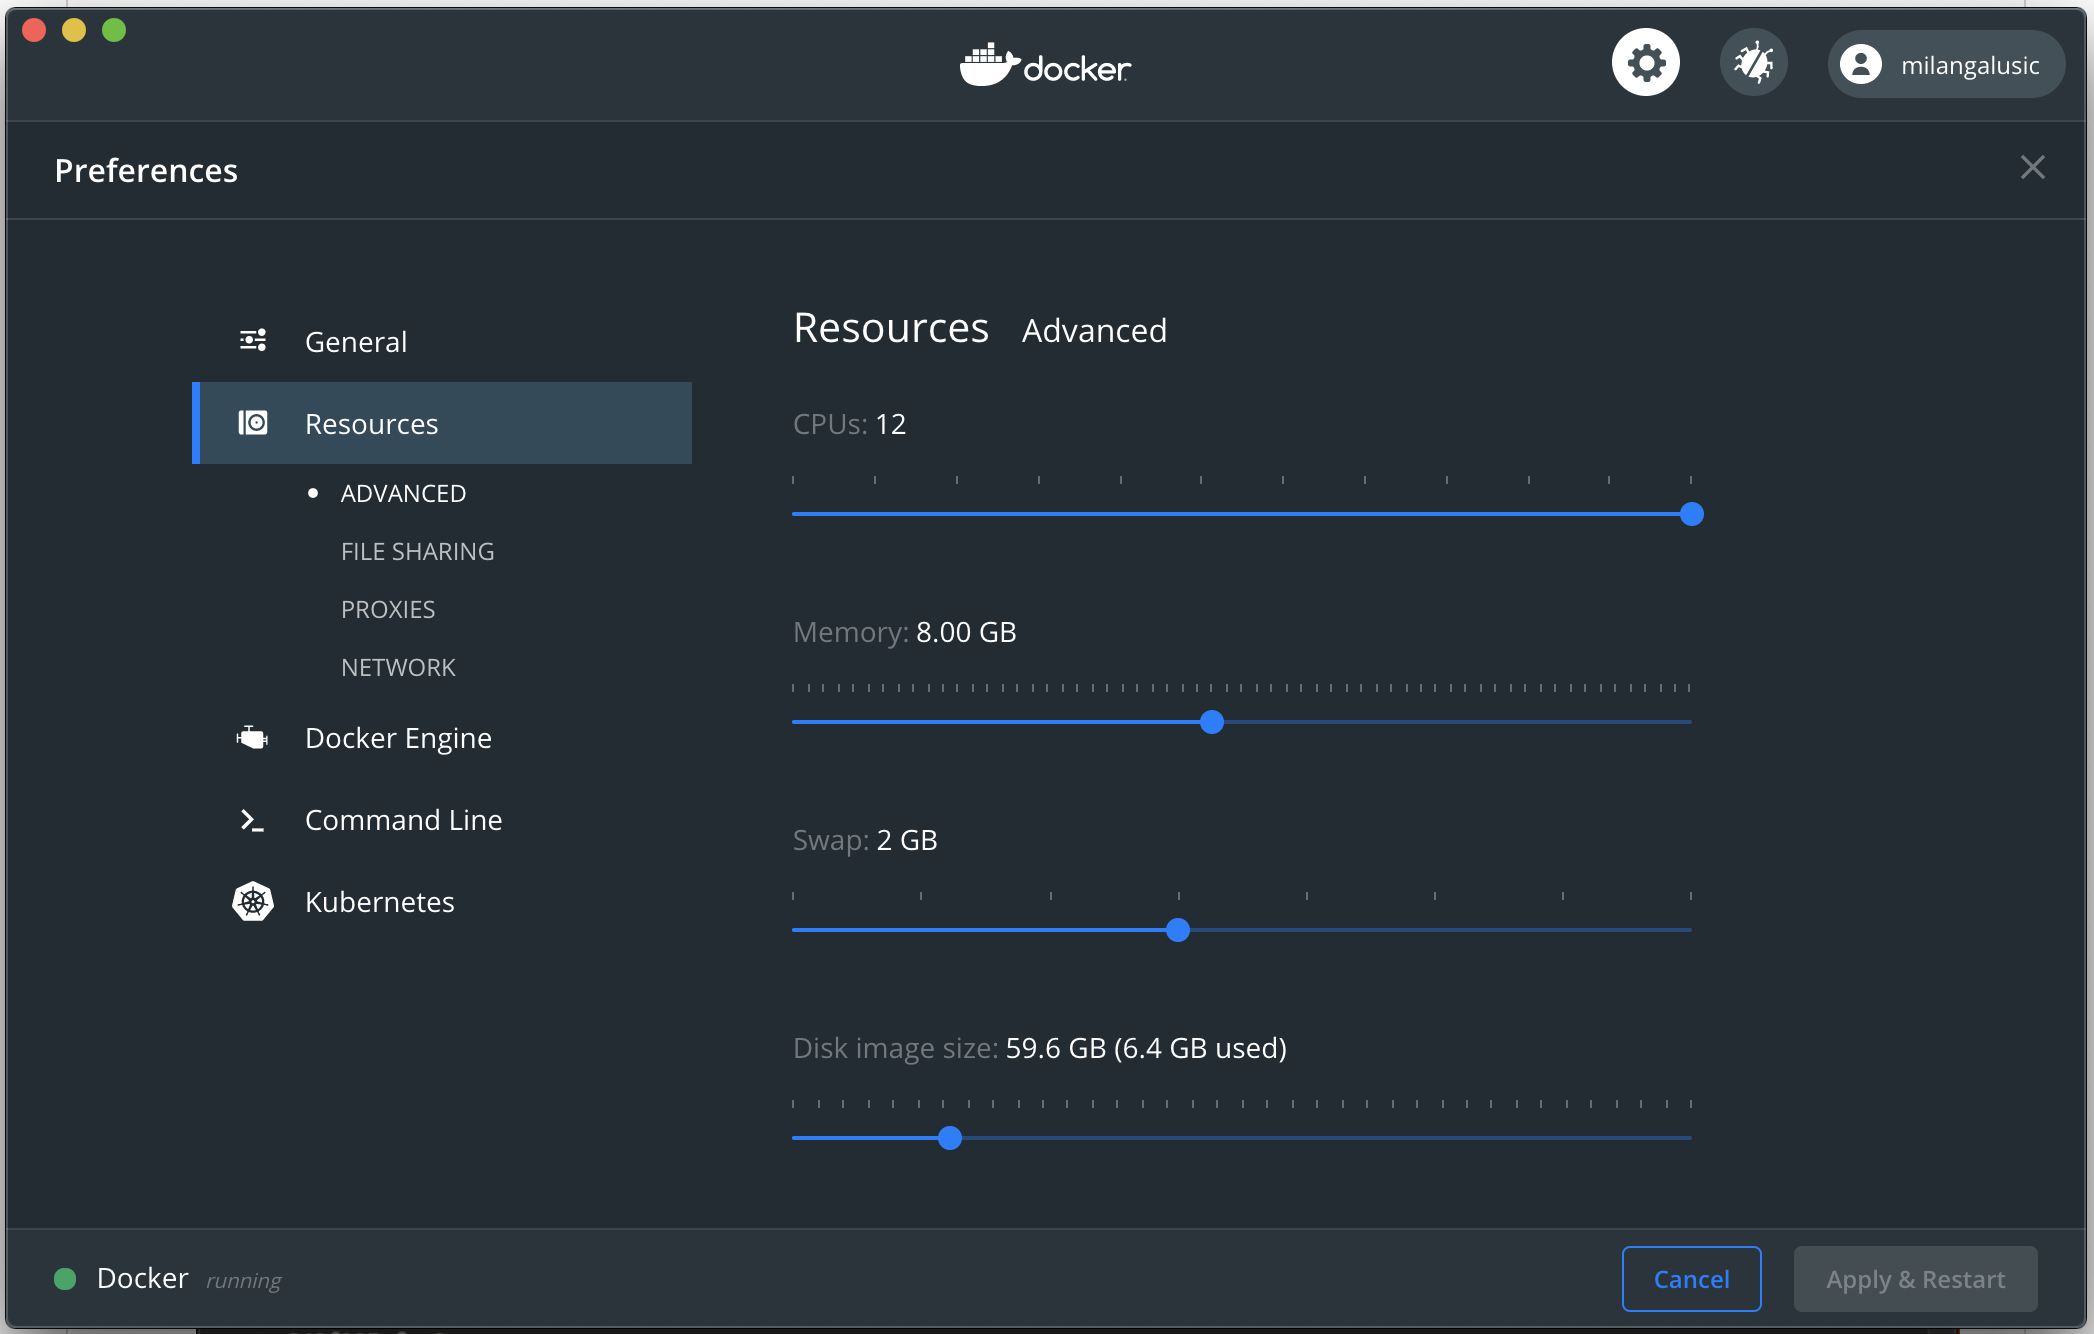 docker
milangalusic
Preferences
General
Resources
ADVANCED
FILE SHARING
PROXIES
NETWORK
Docker Engine
Command Line
Kubernetes
Resources Advanced
CPUs: 12
Memory: 8.00 GB
Swap: 2 GB
Disk image size: 59.6 GB (6.4 GB used)
Docker running
Cancel
Apply & Restart